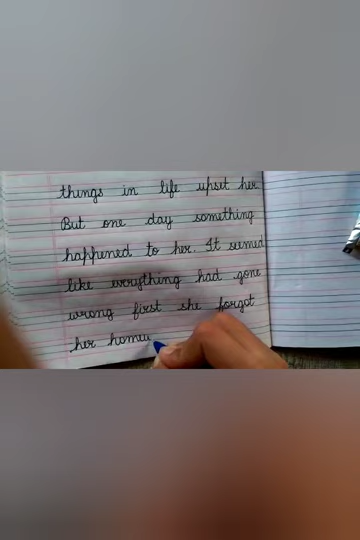 things in life upset her
But one day something
happened to her. It seemed
like everything had gone
wrong first she forgot
her homew